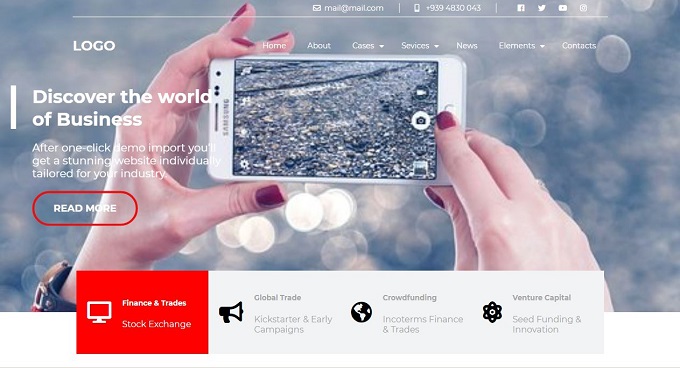 mail@mail.com
+939 4830 043
LOGO
Home
About
Cases
Sevices
News
Elements
Contacts
SAMSUNG
Discover the world
of Business
After one-click demo import you'll
get a stunning website individually
tailored for your industry.
READ MORE
Finance & Trades
Stock Exchange
Global Trade
Kickstarter & Early
Campaigns
Crowdfunding
Incoterms Finance
& Trades
Venture Capital
Seed Funding &
Innovation